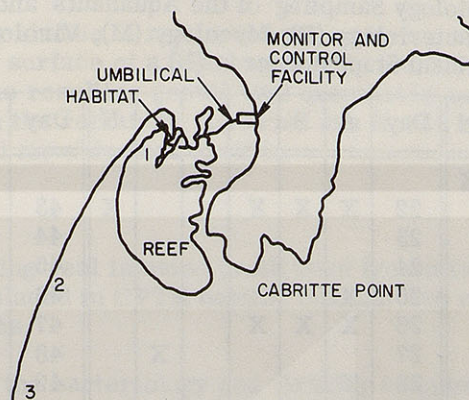 MONITOR AND
CONTROL
FACILITY
UMBILICAL
HABITAT
1
REEF
2
CABRITTE POINT
3